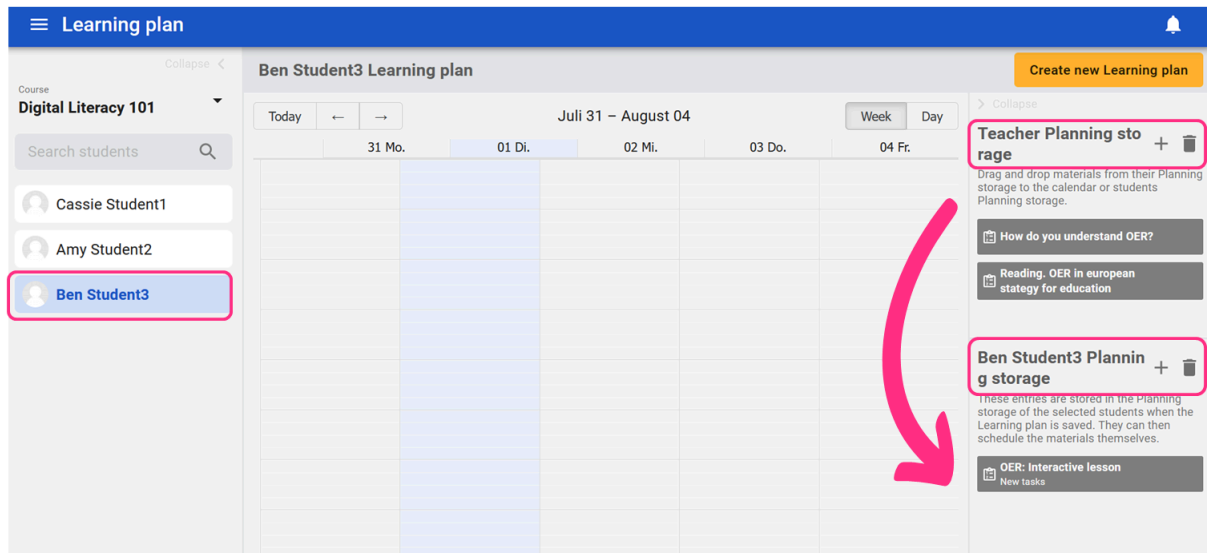 Learning plan
Collapse
Course
Digital Literacy 101
Search students
Cassie Student1
Amy Student2
Ben Student3
Ben Student3 Learning plan
Create new Learning plan
Today ← →
Juli 31 – August 04
Week Day
31 Mo. 01 Di. 02 Mi. 03 Do. 04 Fr.
Collapse
Teacher Planning sto
rage
Drag and drop materials from their Planning
storage to the calendar or students
Planning storage.
How do you understand OER?
Reading. OER in european
stategy for education
Ben Student3 Plannin
g storage
These entries are stored in the Planning
storage of the selected students when the
Learning plan is saved. They can then
schedule the materials themselves.
OER: Interactive lesson
New tasks